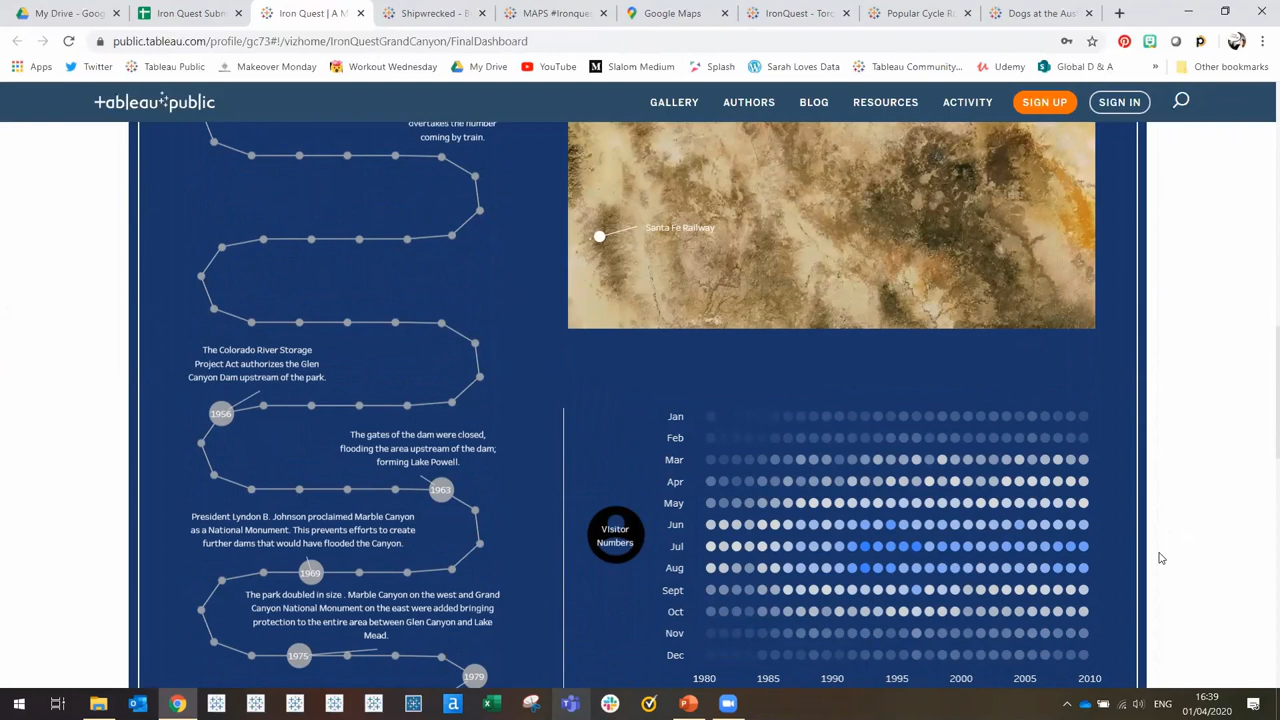 My Drive - Goo
Iron Quest Subm
Iron Quest | A M
Shipwrecked - B
MAPS #Ironques
Google Maps
IronQuest - Torc
Popular Cycle Ro
Dogs at the Aust
public.tableau.com/profile/gc73#!/vizhome/IronQuestGrandCanyon/FinalDashboard
Apps
Twitter
Tableau Public
Makeover Monday
Workout Wednesday
My Drive
YouTube
Slalom Medium
Splash
Sarah Loves Data
Tableau Community...
Udemy
Global D & A
»
Other bookmarks
+ableau+public
GALLERY
AUTHORS
BLOG
RESOURCES
ACTIVITY
SIGN UP
SIGN IN
overtakes the number
coming by train.
Santa Fe Railway
The Colorado River Storage
Project Act authorizes the Glen
Canyon Dam upstream of the park.
1956
The gates of the dam were closed,
flooding the area upstream of the dam;
forming Lake Powell.
1963
President Lyndon B. Johnson proclaimed Marble Canyon
as a National Monument. This prevents efforts to create
further dams that would have flooded the Canyon.
1969
The park doubled in size . Marble Canyon on the west and Grand
Canyon National Monument on the east were added bringing
protection to the entire area between Glen Canyon and Lake
Mead.
1975
1979
Visitor
Numbers
Jan
Feb
Mar
Apr
May
Jun
Jul
Aug
Sept
Oct
Nov
Dec
1980
1985
1990
1995
2000
2005
2010
ENG
16:39
01/04/2020